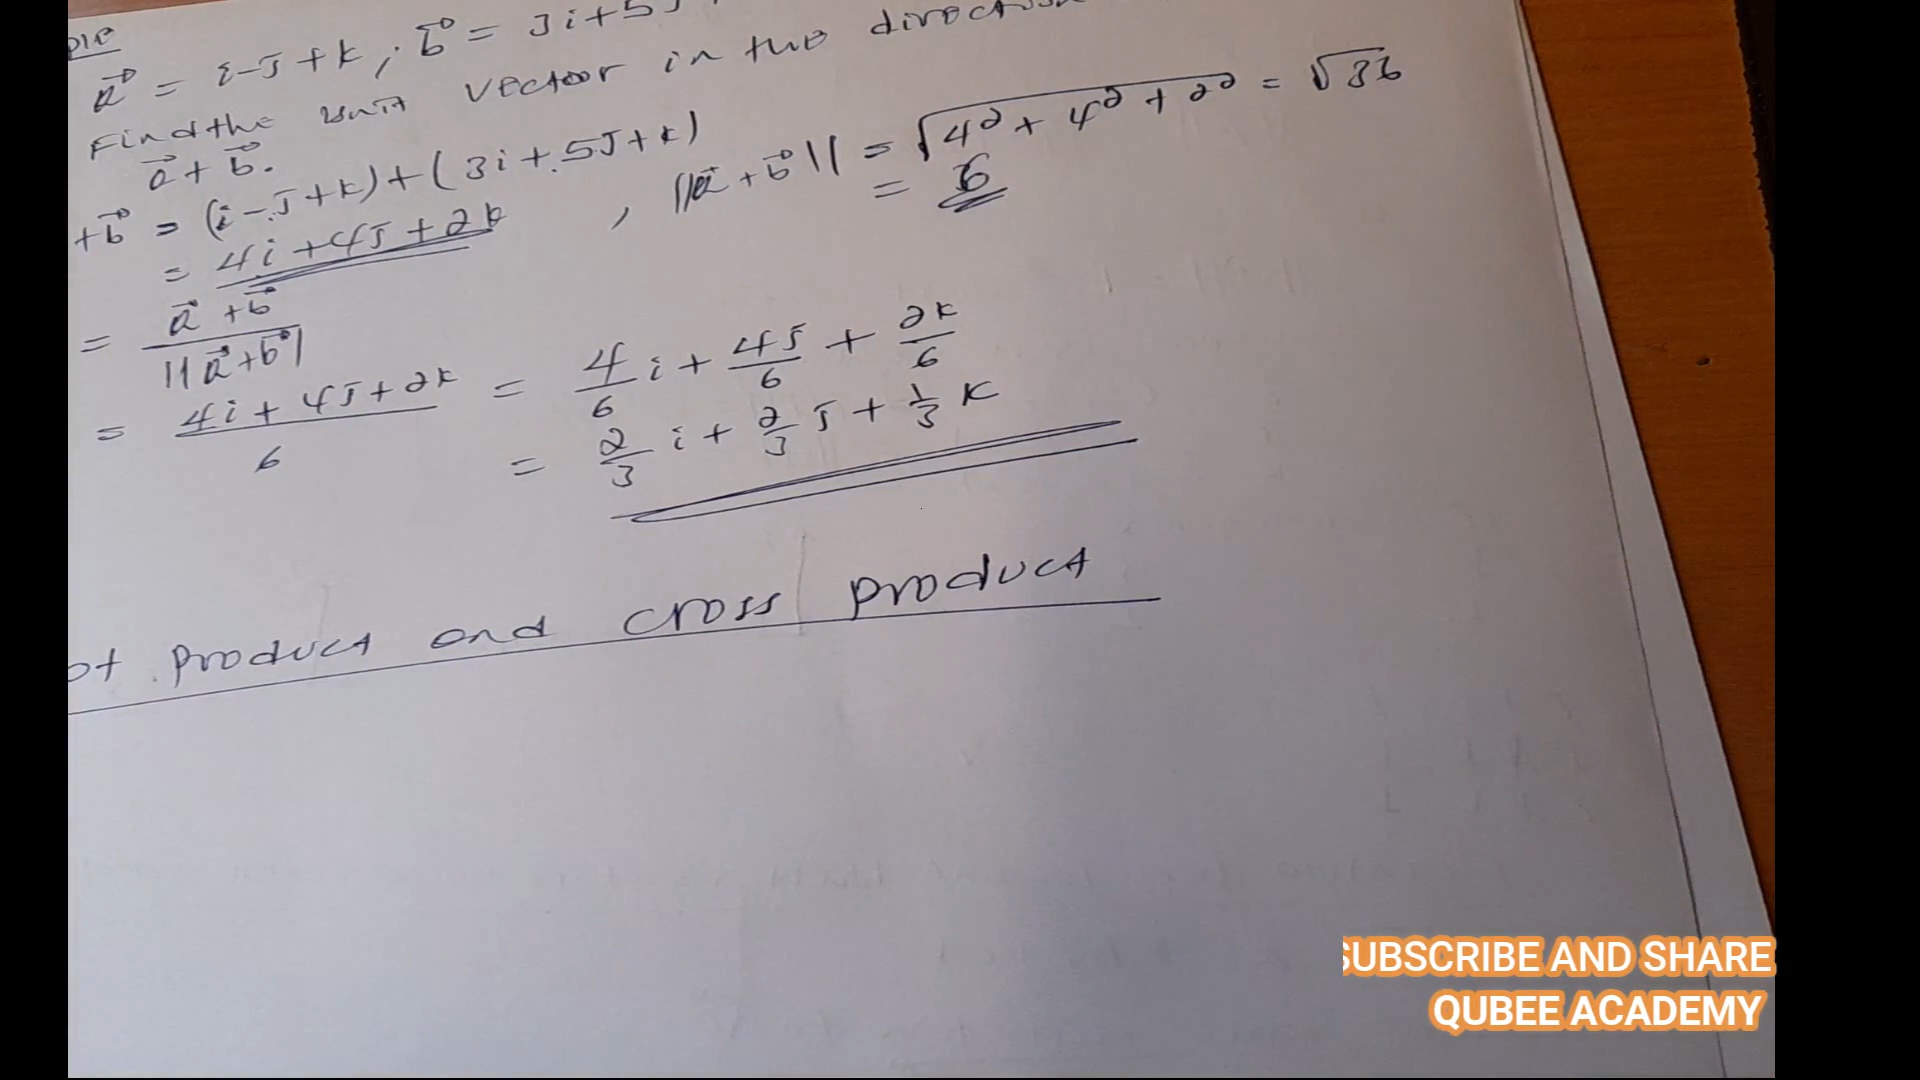 a⃗ = i-J+k, b⃗ = 3i+5J
Find the unit vector in the direction
a⃗ + b⃗.
+b⃗ = (i-J+k)+(3i+5J+k)
= 4i+4J+2k , ||a⃗+b⃗|| = √4²+4²+2² = √36
= 6
= a⃗+b⃗ / ||a⃗+b⃗||
= 4i+4J+2k / 6 = 4/6 i + 4J/6 + 2k/6
= 2/3 i + 2/3 J + 1/3 K
ot product and cross product
SUBSCRIBE AND SHARE
QUBEE ACADEMY